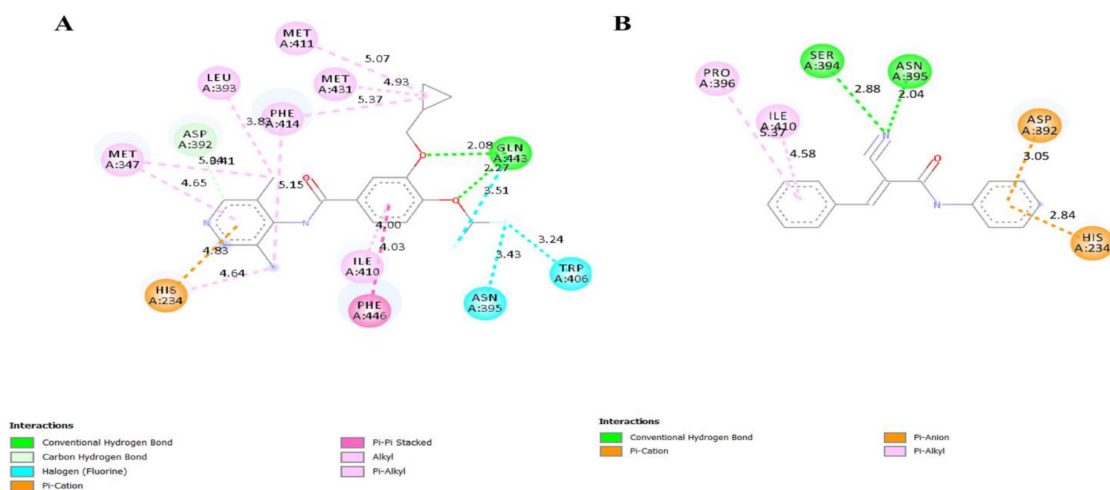 A
B
MET
A:411
5.07
LEU
A:393
MET
A:431
4.93
5.37
PHE
A:414
3.83
ASP
A:392
MET
A:347
4.65
5.15
O
2.08
GLN
A:443
2.27
3.51
O
O
N
N
4.83
4.64
HIS
A:234
4.00
4.03
ILE
A:410
PHE
A:446
3.43
3.24
ASN
A:395
TRP
A:406
SER
A:394
ASN
A:395
2.88
2.04
PRO
A:396
ILE
A:410
5.37
4.58
N
O
N
ASP
A:392
3.05
2.84
HIS
A:234
Interactions
Conventional Hydrogen Bond
Carbon Hydrogen Bond
Halogen (Fluorine)
Pi-Cation
Pi-Pi Stacked
Alkyl
Pi-Alkyl
Interactions
Conventional Hydrogen Bond
Pi-Cation
Pi-Anion
Pi-Alkyl